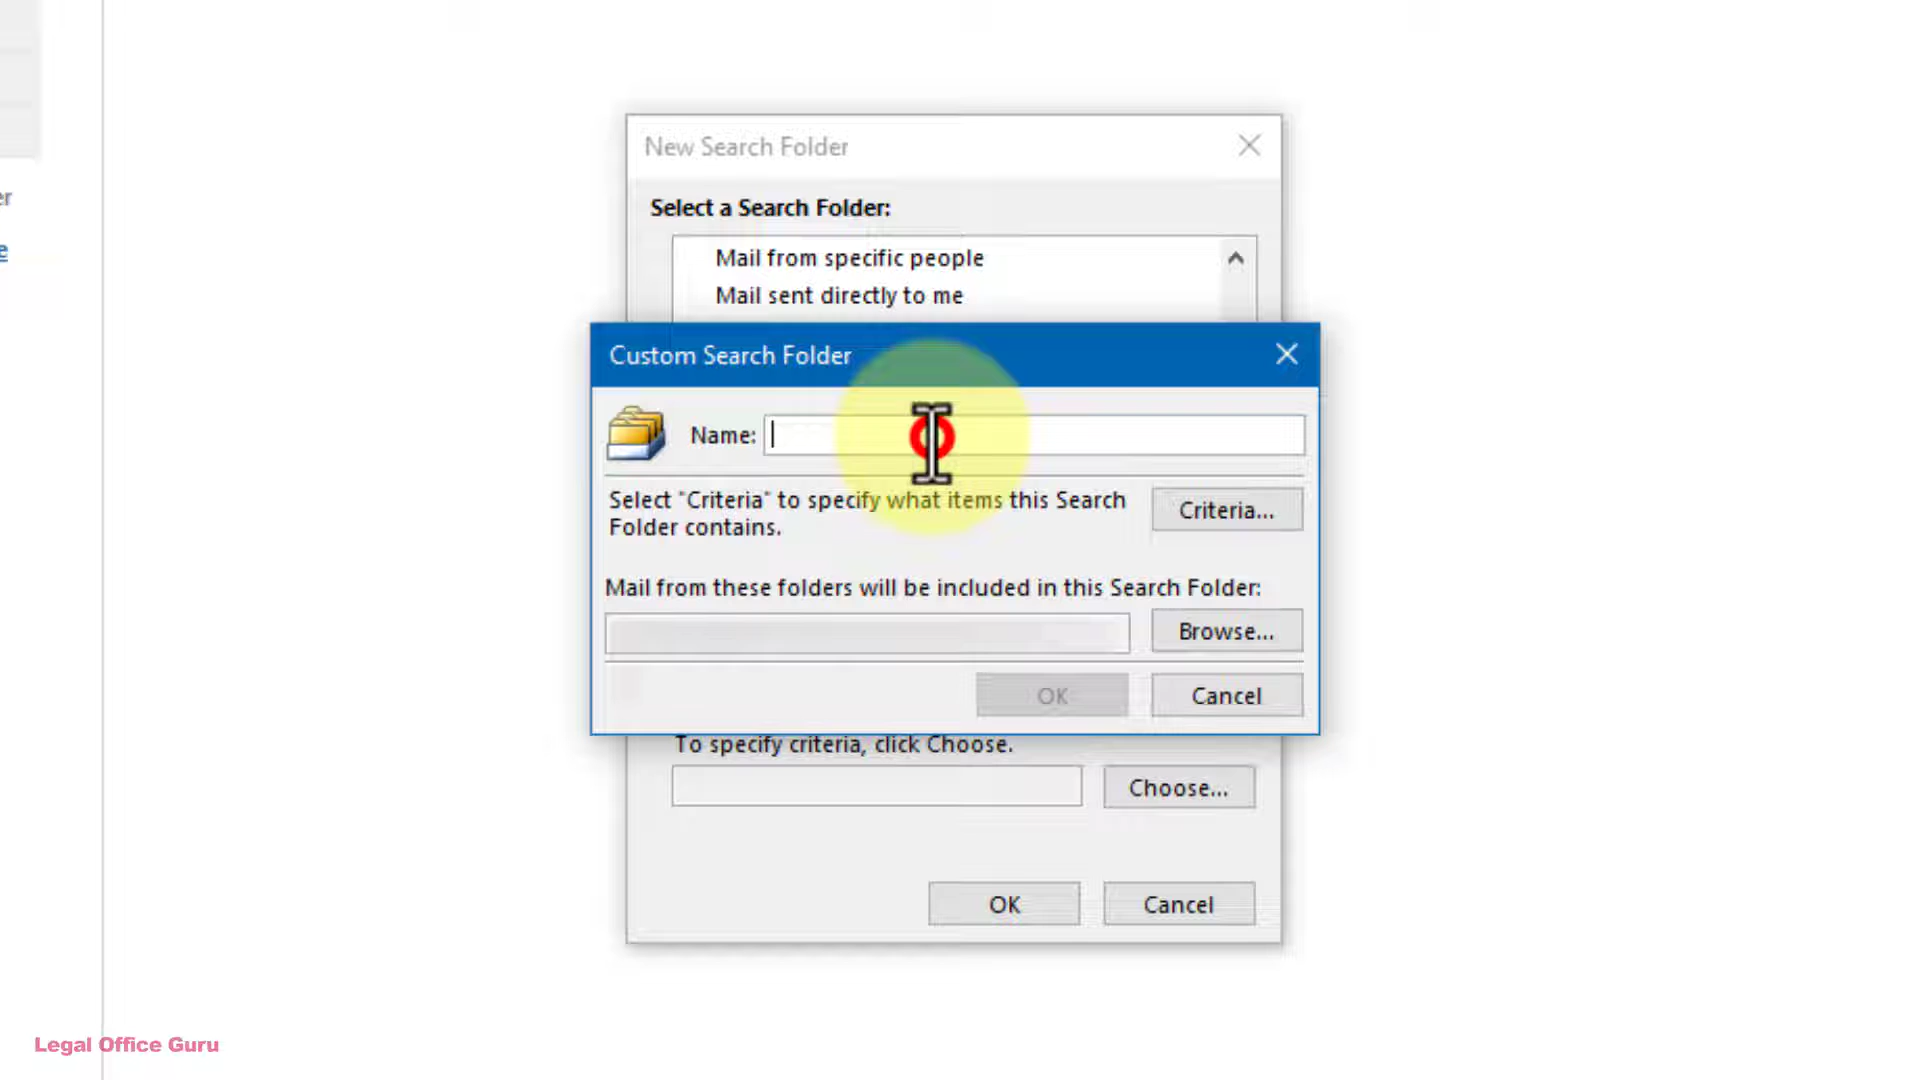 New Search Folder
Select a Search Folder:
Mail from specific people
Mail sent directly to me
Custom Search Folder
Name:
Select "Criteria" to specify what items this Search
Folder contains.
Criteria...
Mail from these folders will be included in this Search Folder:
Browse...
OK
Cancel
To specify criteria, click Choose.
Choose...
OK
Cancel
Legal Office Guru